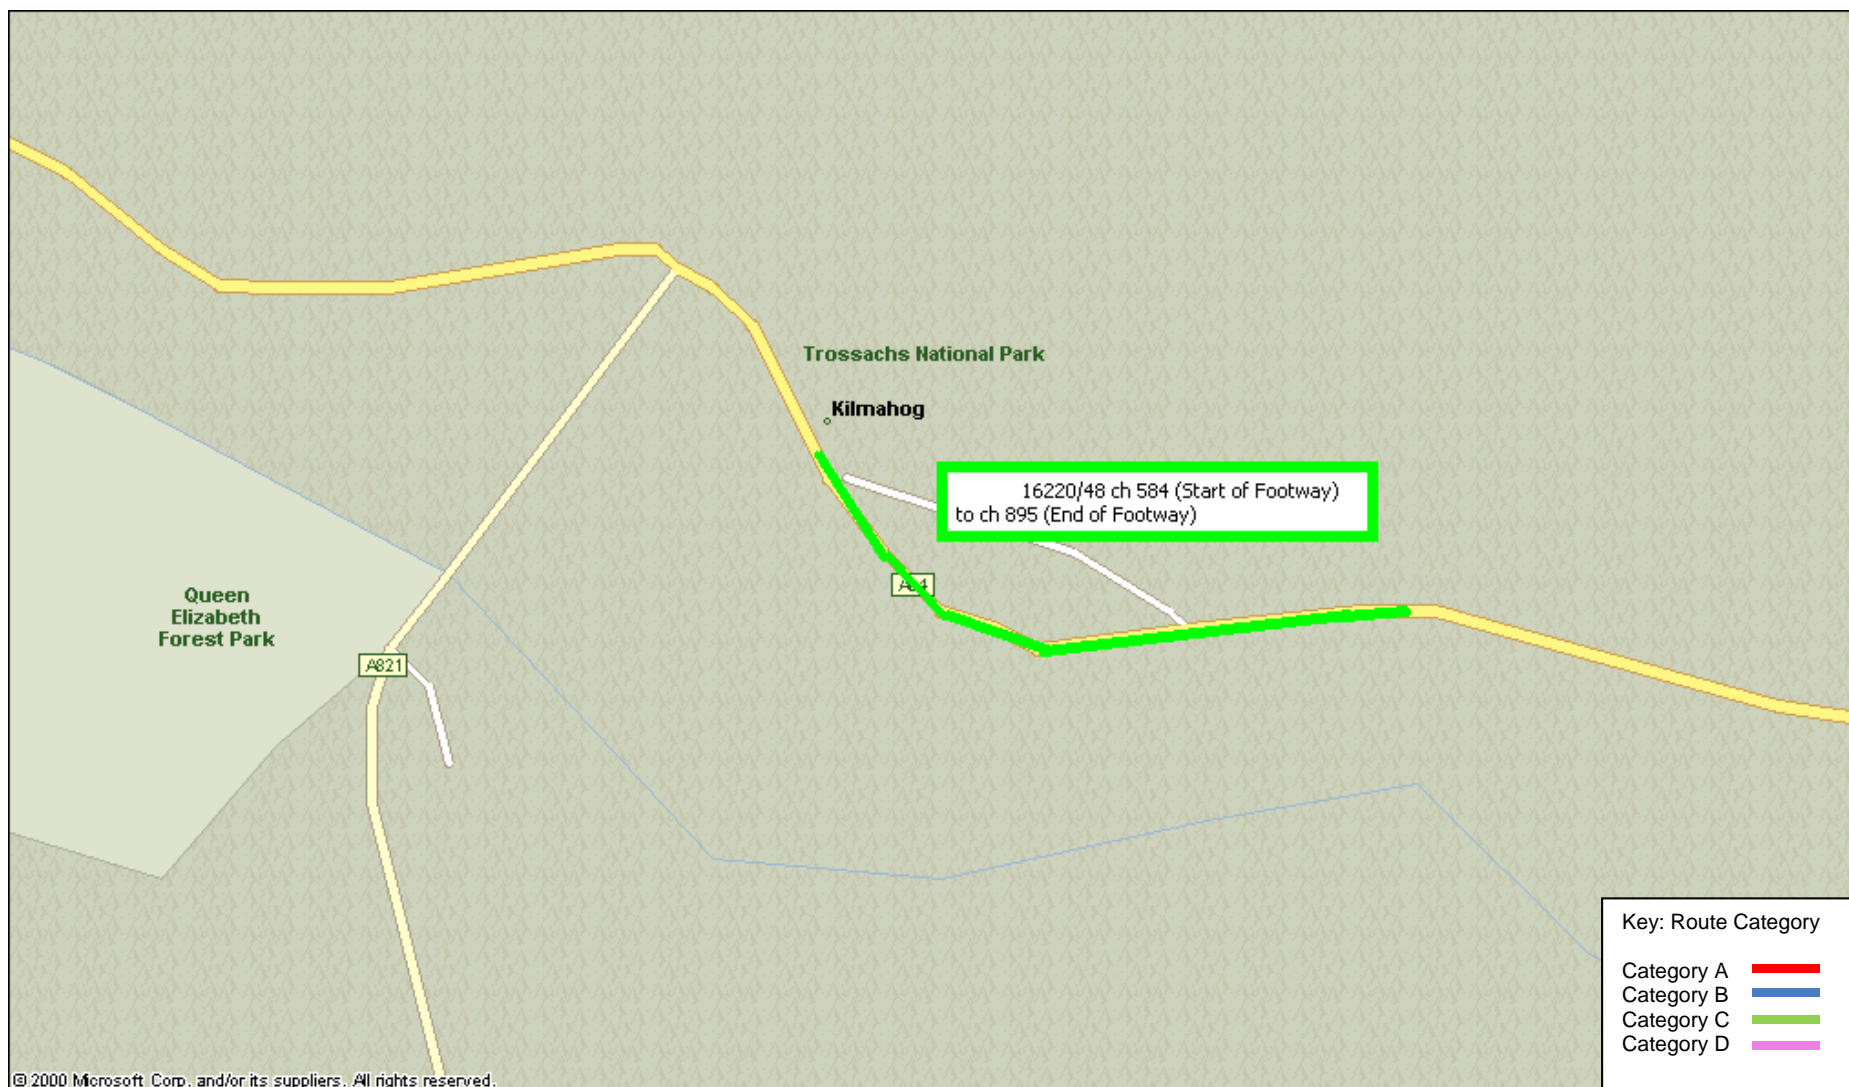 Trossachs National Park
Kilmahog
16220/48 ch 584 (Start of Footway)
to ch 895 (End of Footway)
Queen
Elizabeth
Forest Park
A821
Key: Route Category
Category A
Category B
Category C
Category D
© 2000 Microsoft Corp. and/or its suppliers. All rights reserved.